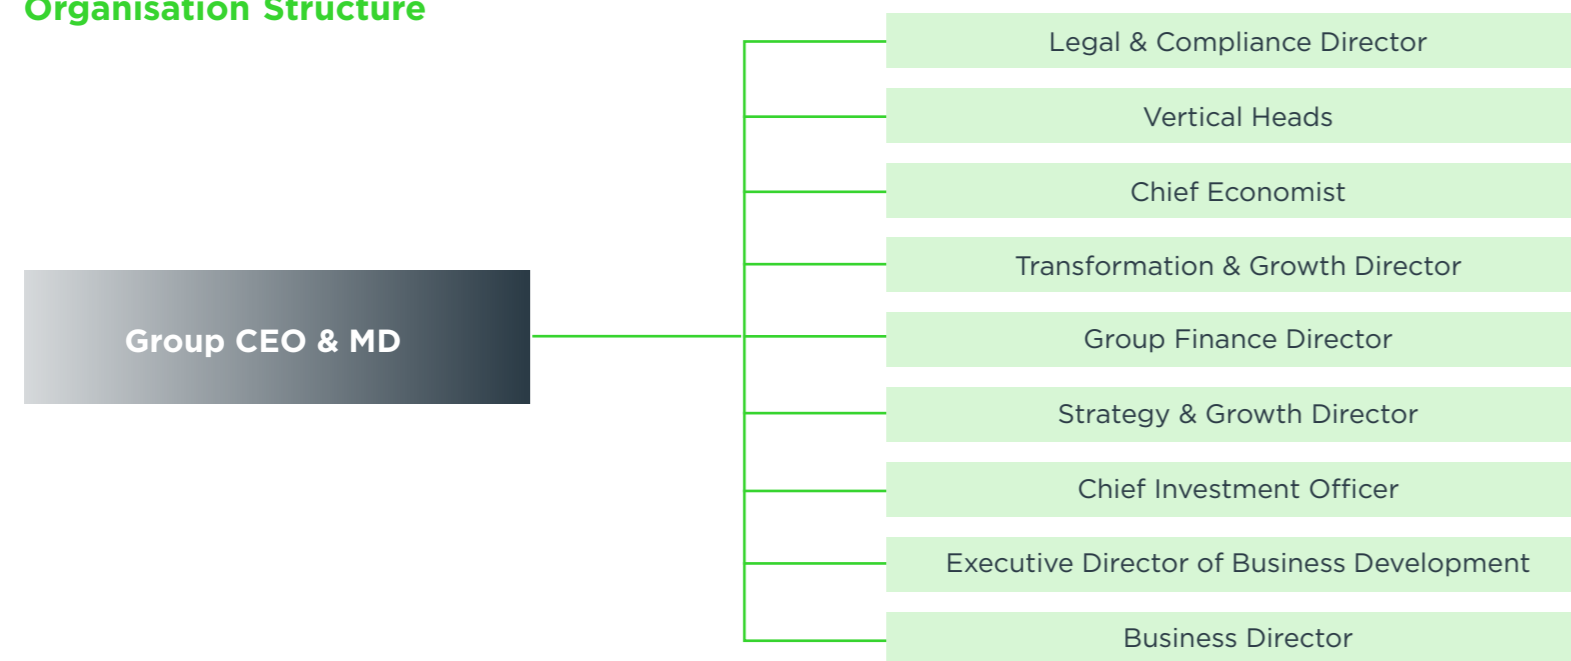 Organisation Structure
Legal & Compliance Director
Vertical Heads
Chief Economist
Transformation & Growth Director
Group CEO & MD
Group Finance Director
Strategy & Growth Director
Chief Investment Officer
Executive Director of Business Development
Business Director